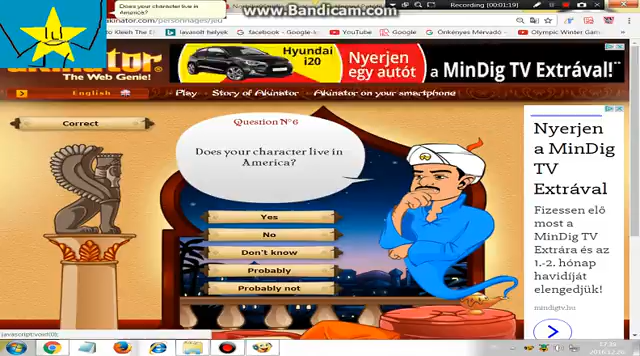 Does your character live in
America?
www.Bandicam.com
Recording [00:01:19]
Javasolt helyek
facebook - Google-k
YouTube
Google
Örkényes Mérvadó
Olympic Winter Gam
akinator
The Web Genie!
Hyundai
i20
Nyerjen
egy autót
a MinDig TV Extrával!**
English
Play
Story of Akinator
Akinator on your smartphone
Correct
Question N°6
Does your character live in
America?
Yes
No
Don't know
Probably
Probably not
Nyerjen
a MinDig
TV
Extrával
Fizessen elő
most a
MinDig TV
Extrára és az
1.-2. hónap
havidíját
elengedjük!
mindigtv.hu
javascript:void(0);